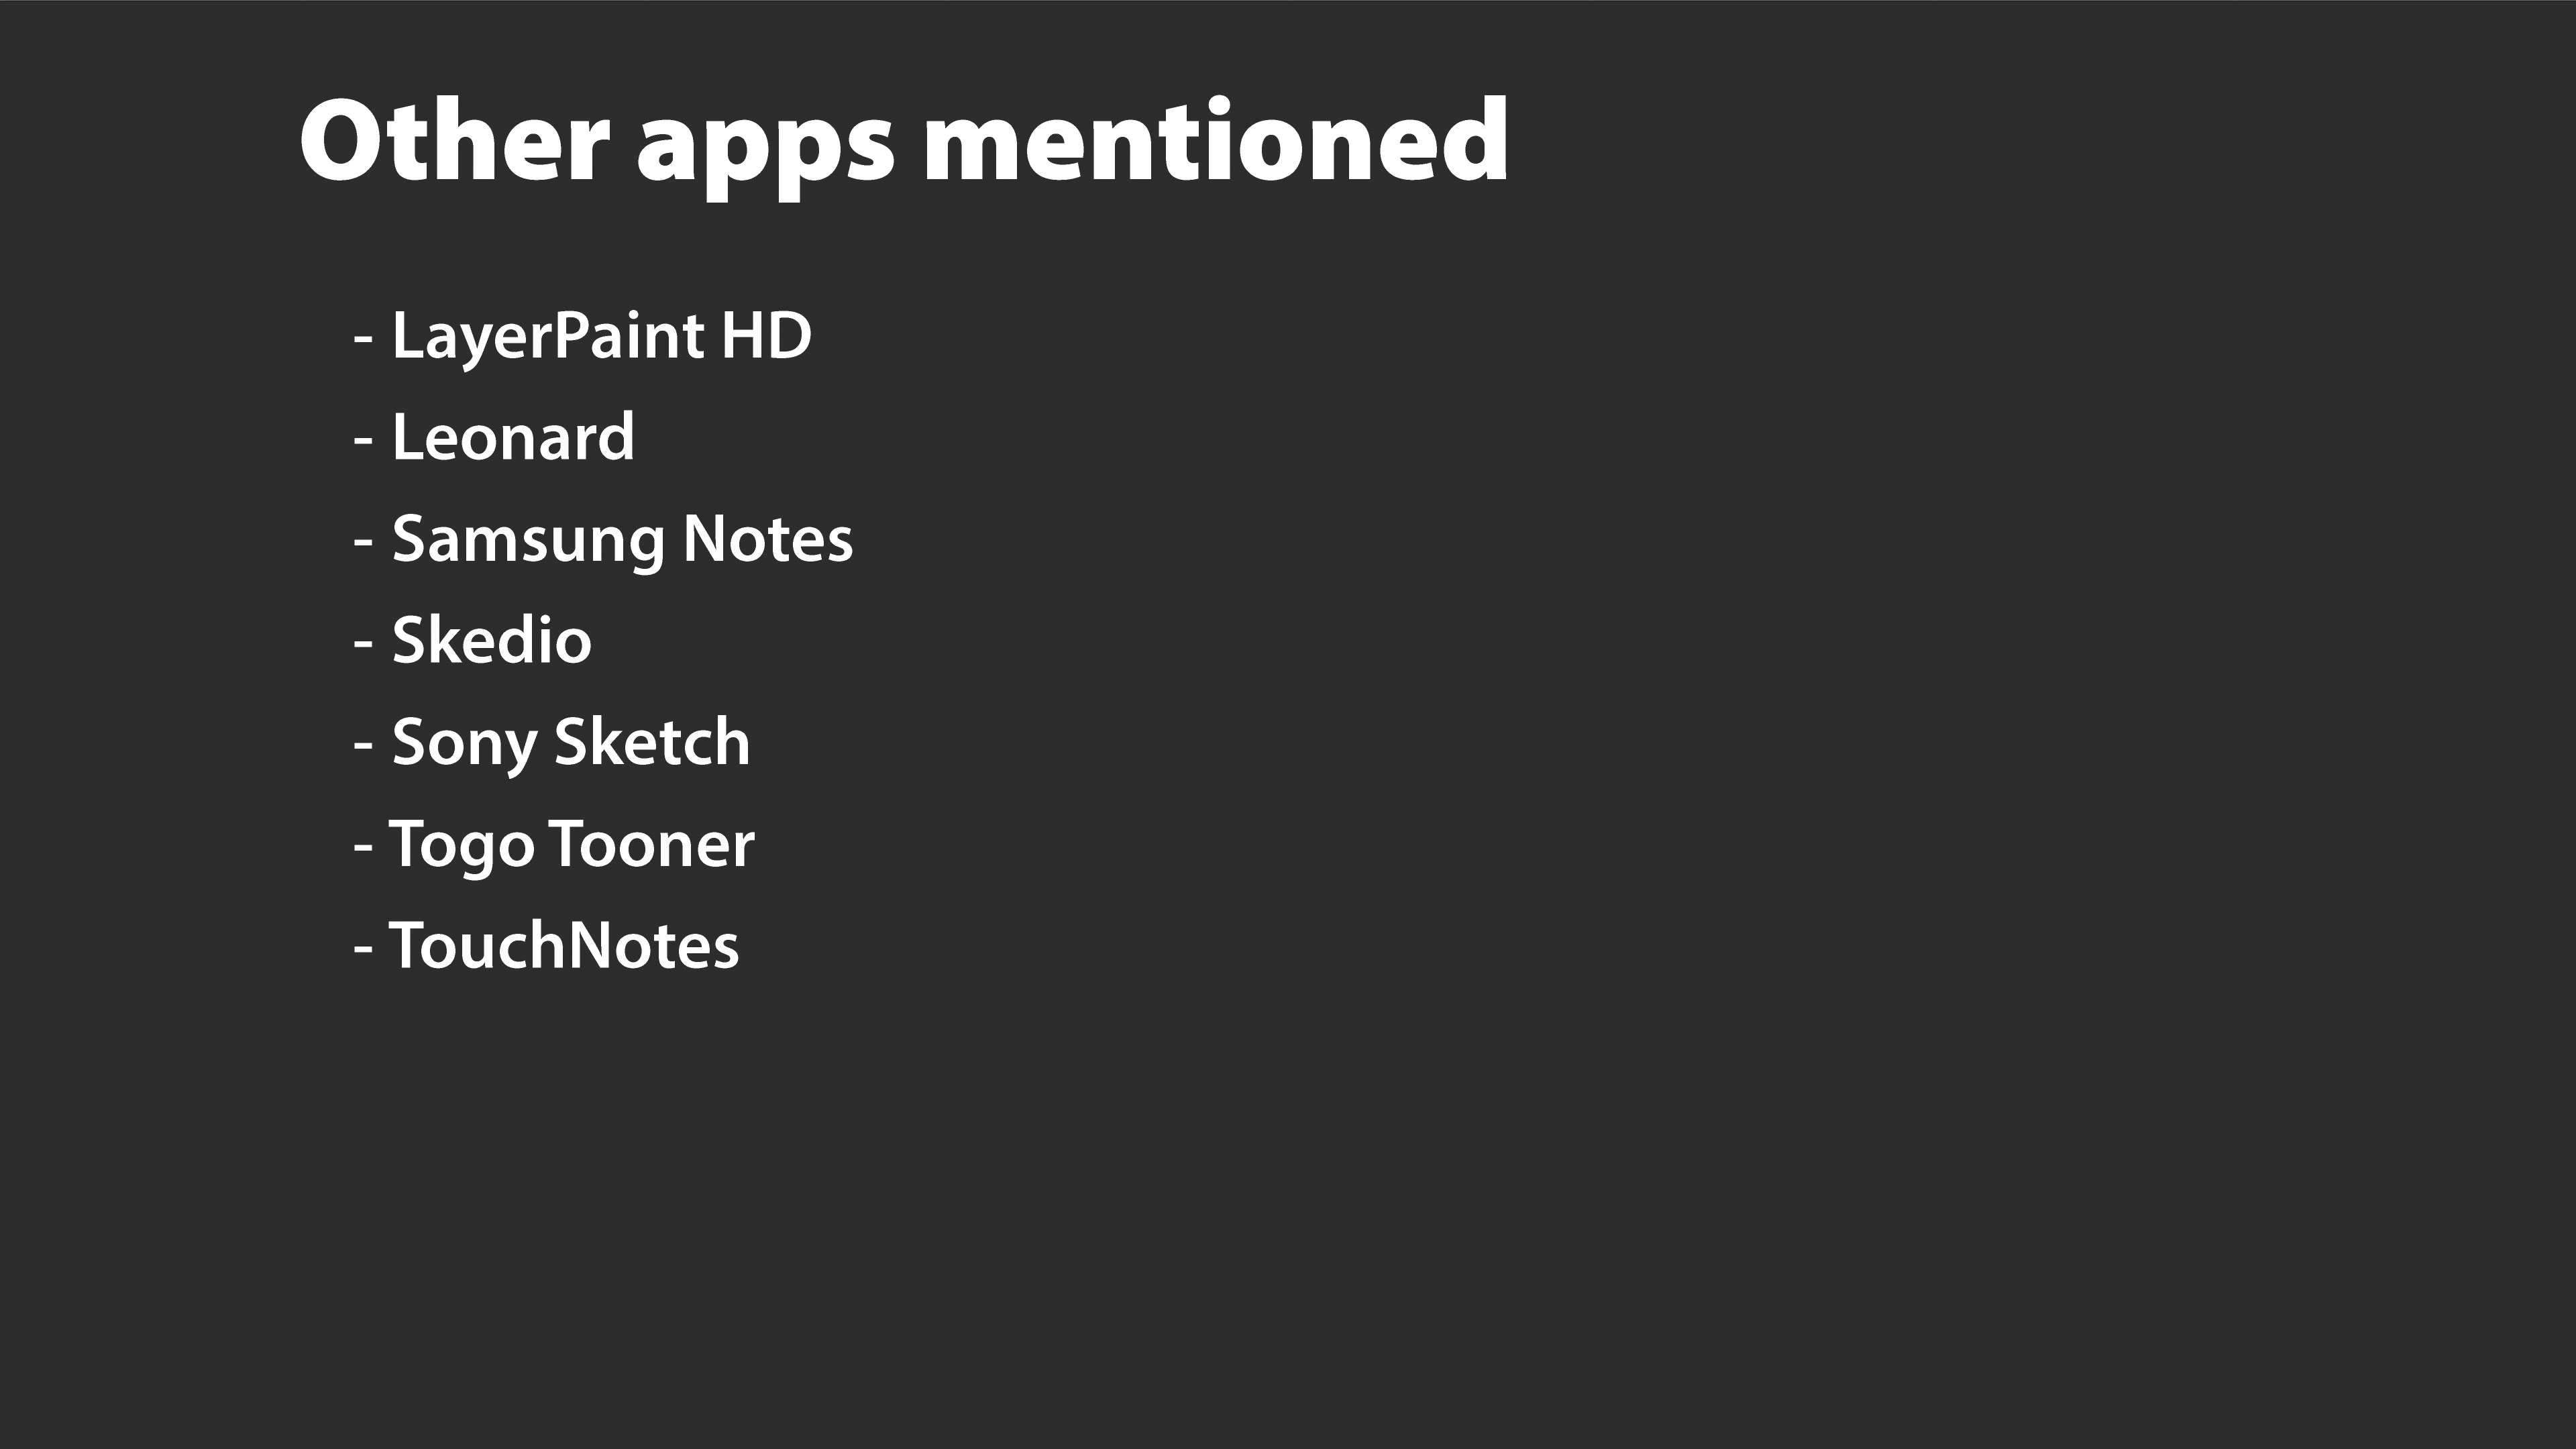 Other apps mentioned
- LayerPaint HD
- Leonard
- Samsung Notes
- Skedio
- Sony Sketch
- Togo Tooner
- TouchNotes